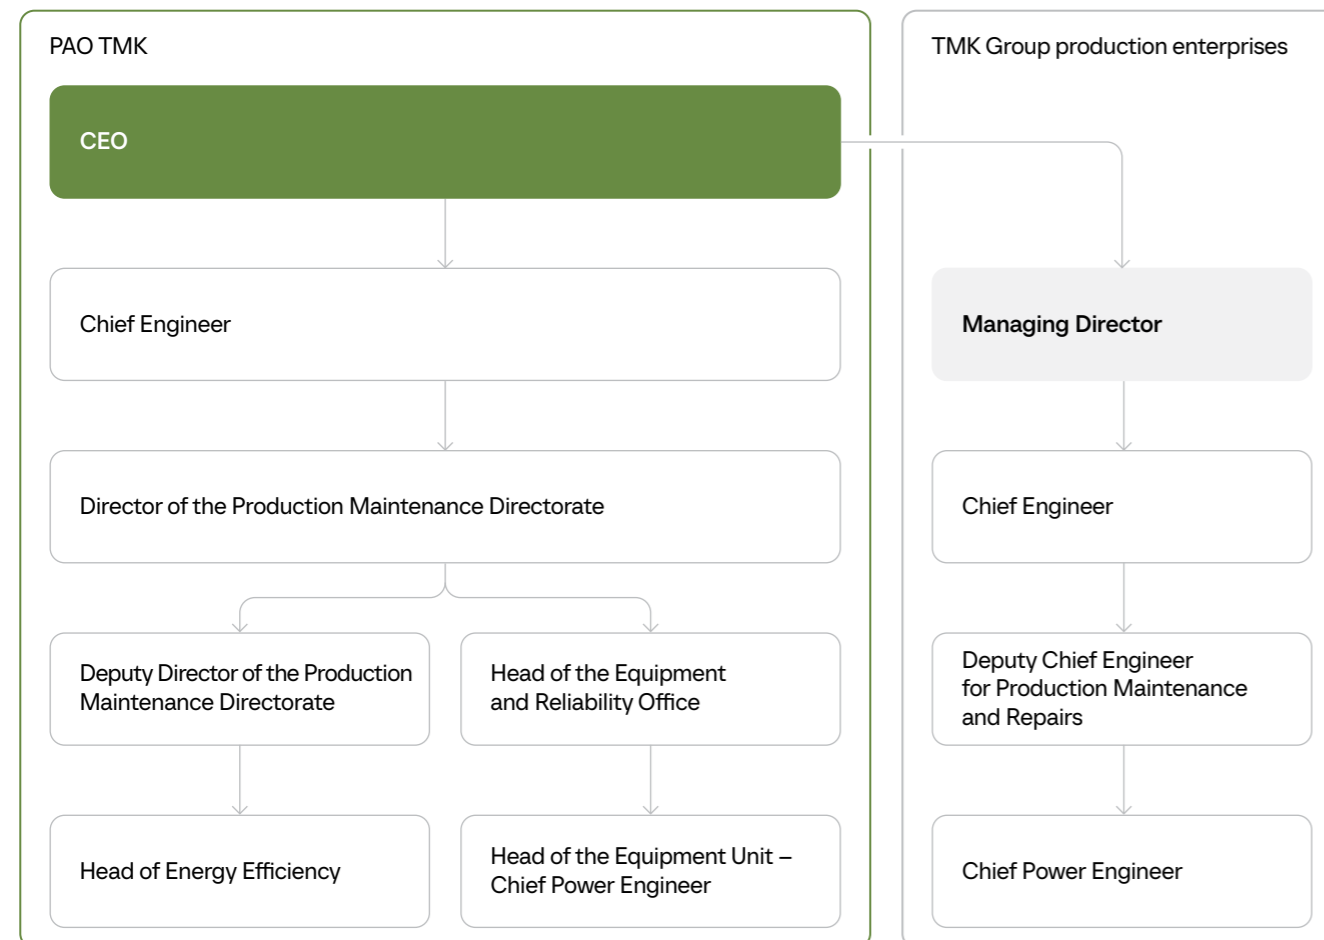 PAO TMK
CEO
Chief Engineer
Director of the Production Maintenance Directorate
Deputy Director of the Production
Maintenance Directorate
Head of the Equipment
and Reliability Office
Head of Energy Efficiency
Head of the Equipment Unit –
Chief Power Engineer
TMK Group production enterprises
Managing Director
Chief Engineer
Deputy Chief Engineer
for Production Maintenance
and Repairs
Chief Power Engineer